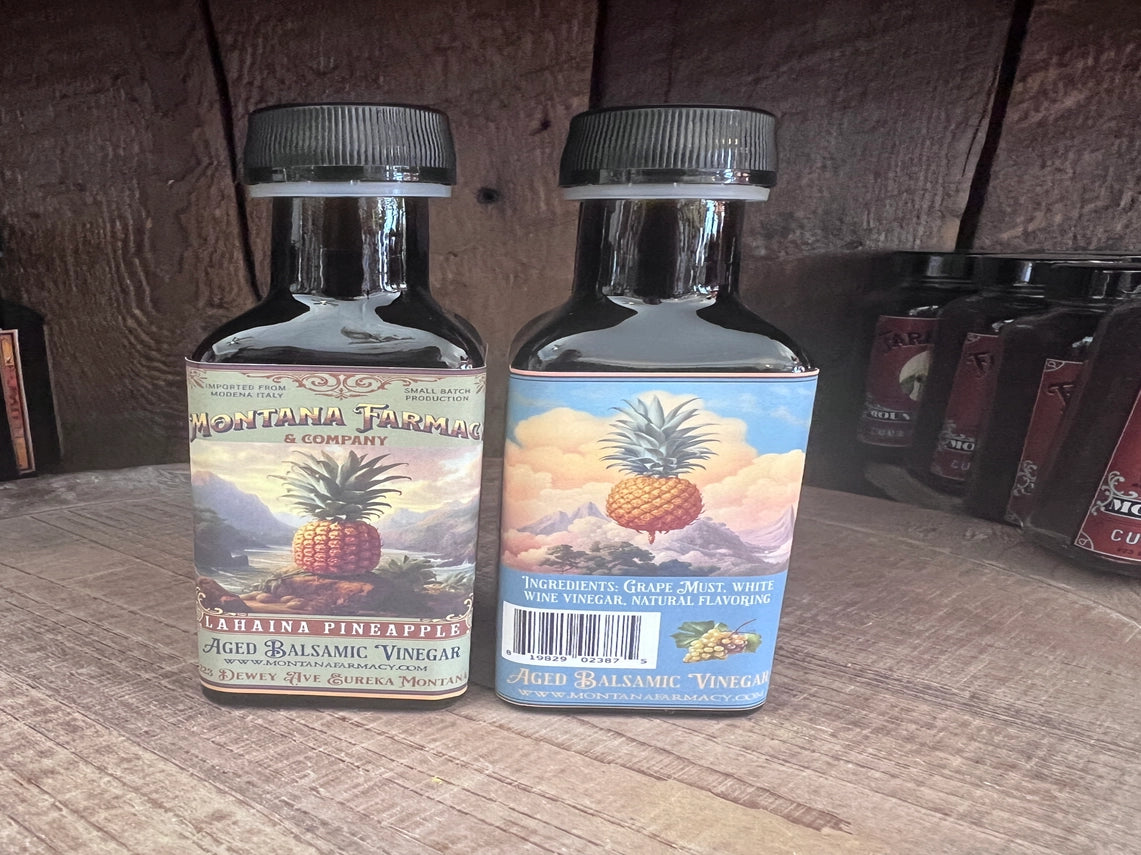 IMPORTED FROM
MODENA ITALY
SMALL BATCH
PRODUCTION
MONTANA FARMAC
& COMPANY
LAHAINA PINEAPPLE
AGED BALSAMIC VINEGAR
WWW.MONTANAFARMACY.COM
DEWEY AVE EUREKA MONTANA
INGREDIENTS: GRAPE MUST, WHITE
WINE VINEGAR, NATURAL FLAVORING
8 19829 02387 5
AGED BALSAMIC VINEGAR
WWW.MONTANAFARMACY.COM